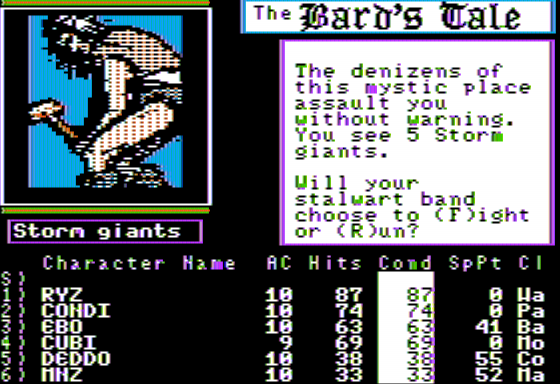 The Bard's Tale
The denizens of
this mystic place
assault you
without warning.
You see 5 Storm
giants.
Will your
stalwart band
choose to (F)ight
or (R)un?
Storm giants
Character Name AC Hits Cond SpPt Cl
S)
1) RYZ 10 87 87 0 Wa
2) CONDI 10 74 74 0 Pa
3) EBO 10 63 63 41 Ba
4) CUBI 9 69 69 0 Mo
5) DEDDO 10 38 38 55 Co
6) MNZ 10 33 33 52 Ma